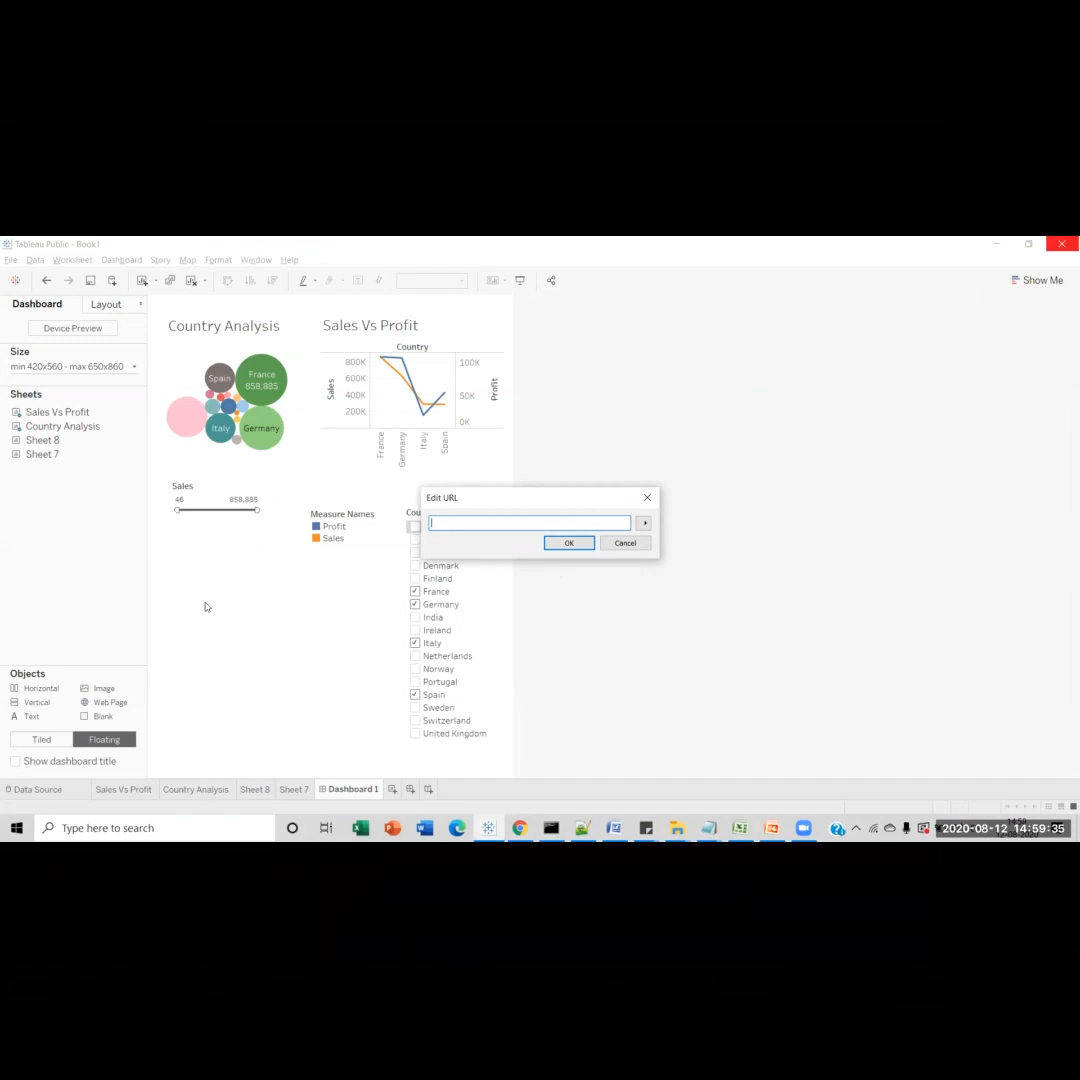 Tableau Public - Book1
File Data Worksheet Dashboard Story Map Format Window Help
Show Me
Dashboard Layout
Device Preview
Size
min 420x560 - max 650x860
Sheets
Sales Vs Profit
Country Analysis
Sheet 8
Sheet 7
Country Analysis
Spain
France
858,885
Italy
Germany
Sales Vs Profit
Country
800K
600K
400K
200K
Sales
100K
50K
0K
Profit
France
Germany
Italy
Spain
Sales
46 858,885
Measure Names
Profit
Sales
Cou
Edit URL
OK Cancel
Denmark
Finland
France
Germany
India
Ireland
Italy
Netherlands
Norway
Portugal
Spain
Sweden
Switzerland
United Kingdom
Objects
Horizontal Image
Vertical Web Page
A Text Blank
Tiled Floating
Show dashboard title
Data Source Sales Vs Profit Country Analysis Sheet 8 Sheet 7 Dashboard 1
Type here to search
2020-08-12 14:59:35